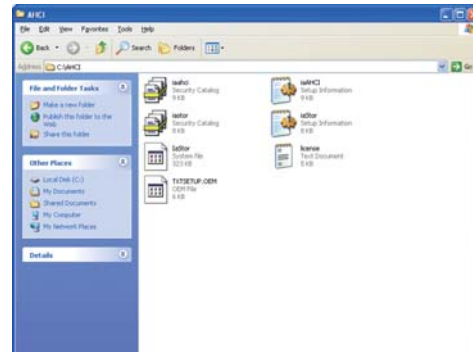 AHCI
File Edit View Favorites Tools Help
Back Search Folders
Address C:\AHCI Go
File and Folder Tasks
Make a new folder
Publish this folder to the
Web
Share this folder
Other Places
Local Disk (C:)
My Documents
Shared Documents
My Computer
My Network Places
Details
iaahci
Security Catalog
9 KB
iaAHCI
Setup Information
9 KB
iastor
Security Catalog
8 KB
iaStor
Setup Information
8 KB
IaStor
System file
323 KB
license
Text Document
5 KB
TXTSETUP.OEM
OEM File
6 KB